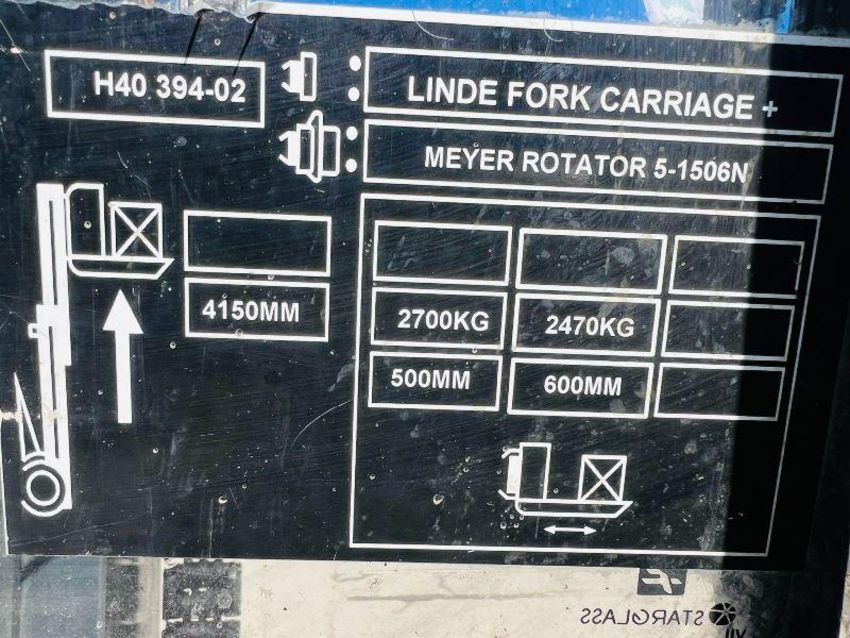 H40 394-02
LINDE FORK CARRIAGE +
MEYER ROTATOR 5-1506N
4150MM
2700KG 2470KG
500MM 600MM
STARGLASS